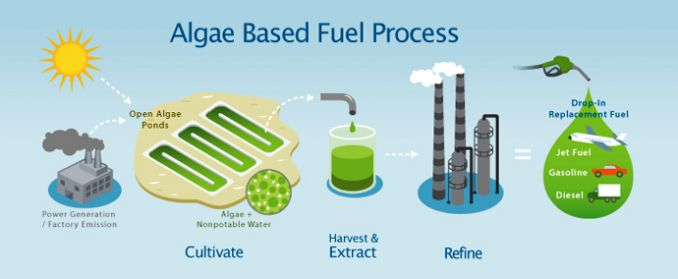 Algae Based Fuel Process
Open Algae
Ponds
Power Generation
/ Factory Emission
Algae +
Nonpotable Water
Cultivate
Harvest &
Extract
Refine
=
Drop-In
Replacement Fuel
Jet Fuel
Gasoline
Diesel